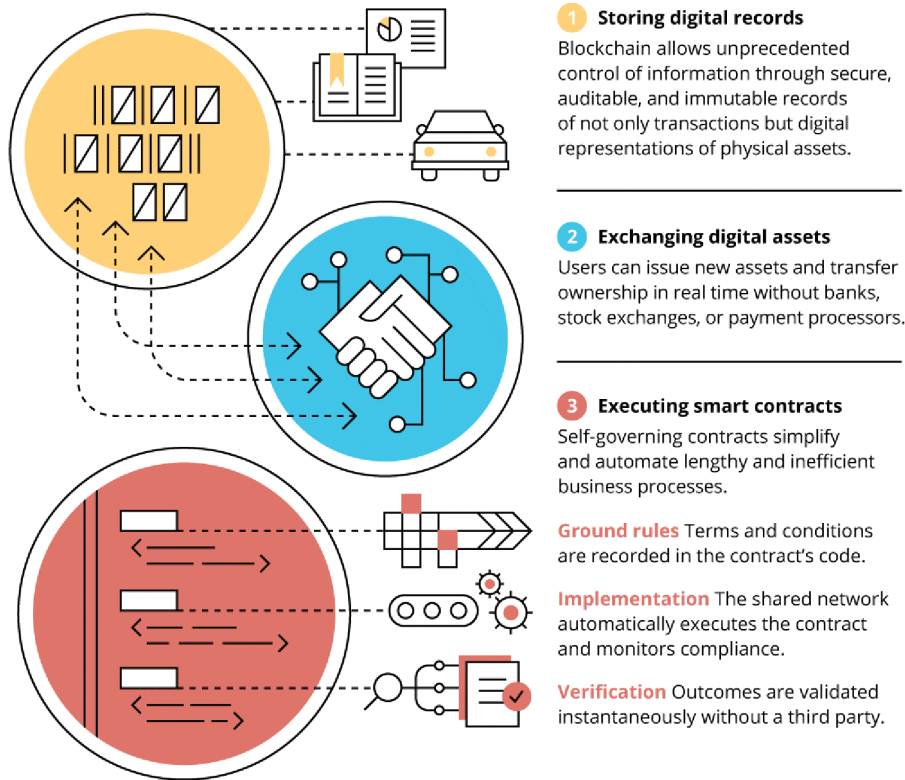 1 Storing digital records
Blockchain allows unprecedented
control of information through secure,
auditable, and immutable records
of not only transactions but digital
representations of physical assets.
2 Exchanging digital assets
Users can issue new assets and transfer
ownership in real time without banks,
stock exchanges, or payment processors.
3 Executing smart contracts
Self-governing contracts simplify
and automate lengthy and inefficient
business processes.
Ground rules Terms and conditions
are recorded in the contract’s code.
Implementation The shared network
automatically executes the contract
and monitors compliance.
Verification Outcomes are validated
instantaneously without a third party.